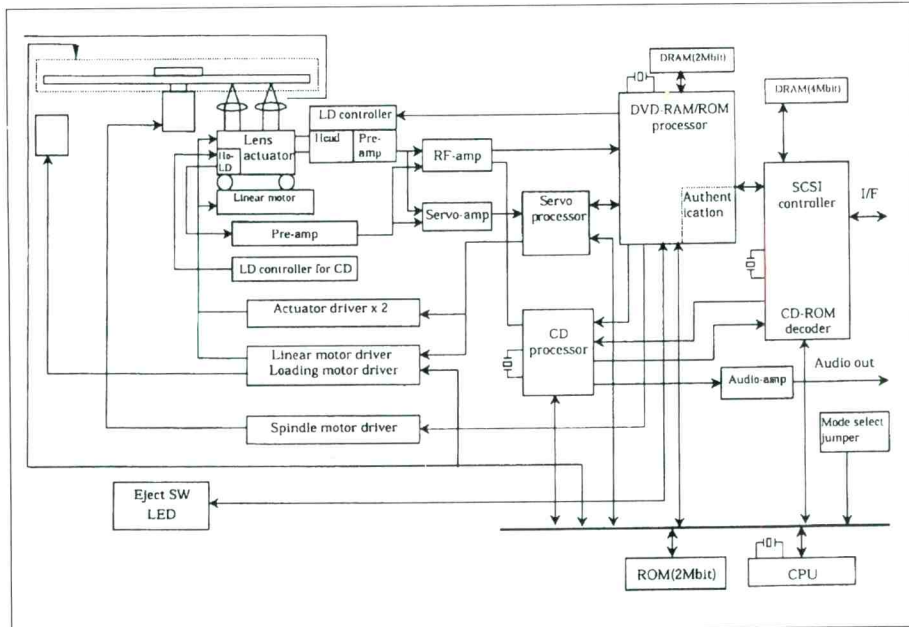 DRAM(2Mbit)
DRAM(4Mbit)
LD controller
DVD-RAM/ROM
processor
Lens
actuator
Head
Pre-
amp
RF-amp
Ho-
LD
Linear motor
Servo-amp
Servo
processor
Authent
ication
SCSI
controller
I/F
Pre-amp
LD controller for CD
Actuator driver x 2
CD
processor
CD-ROM
decoder
Linear motor driver
Loading motor driver
Audio-amp
Audio out
Spindle motor driver
Mode select
jumper
Eject SW
LED
ROM(2Mbit)
CPU